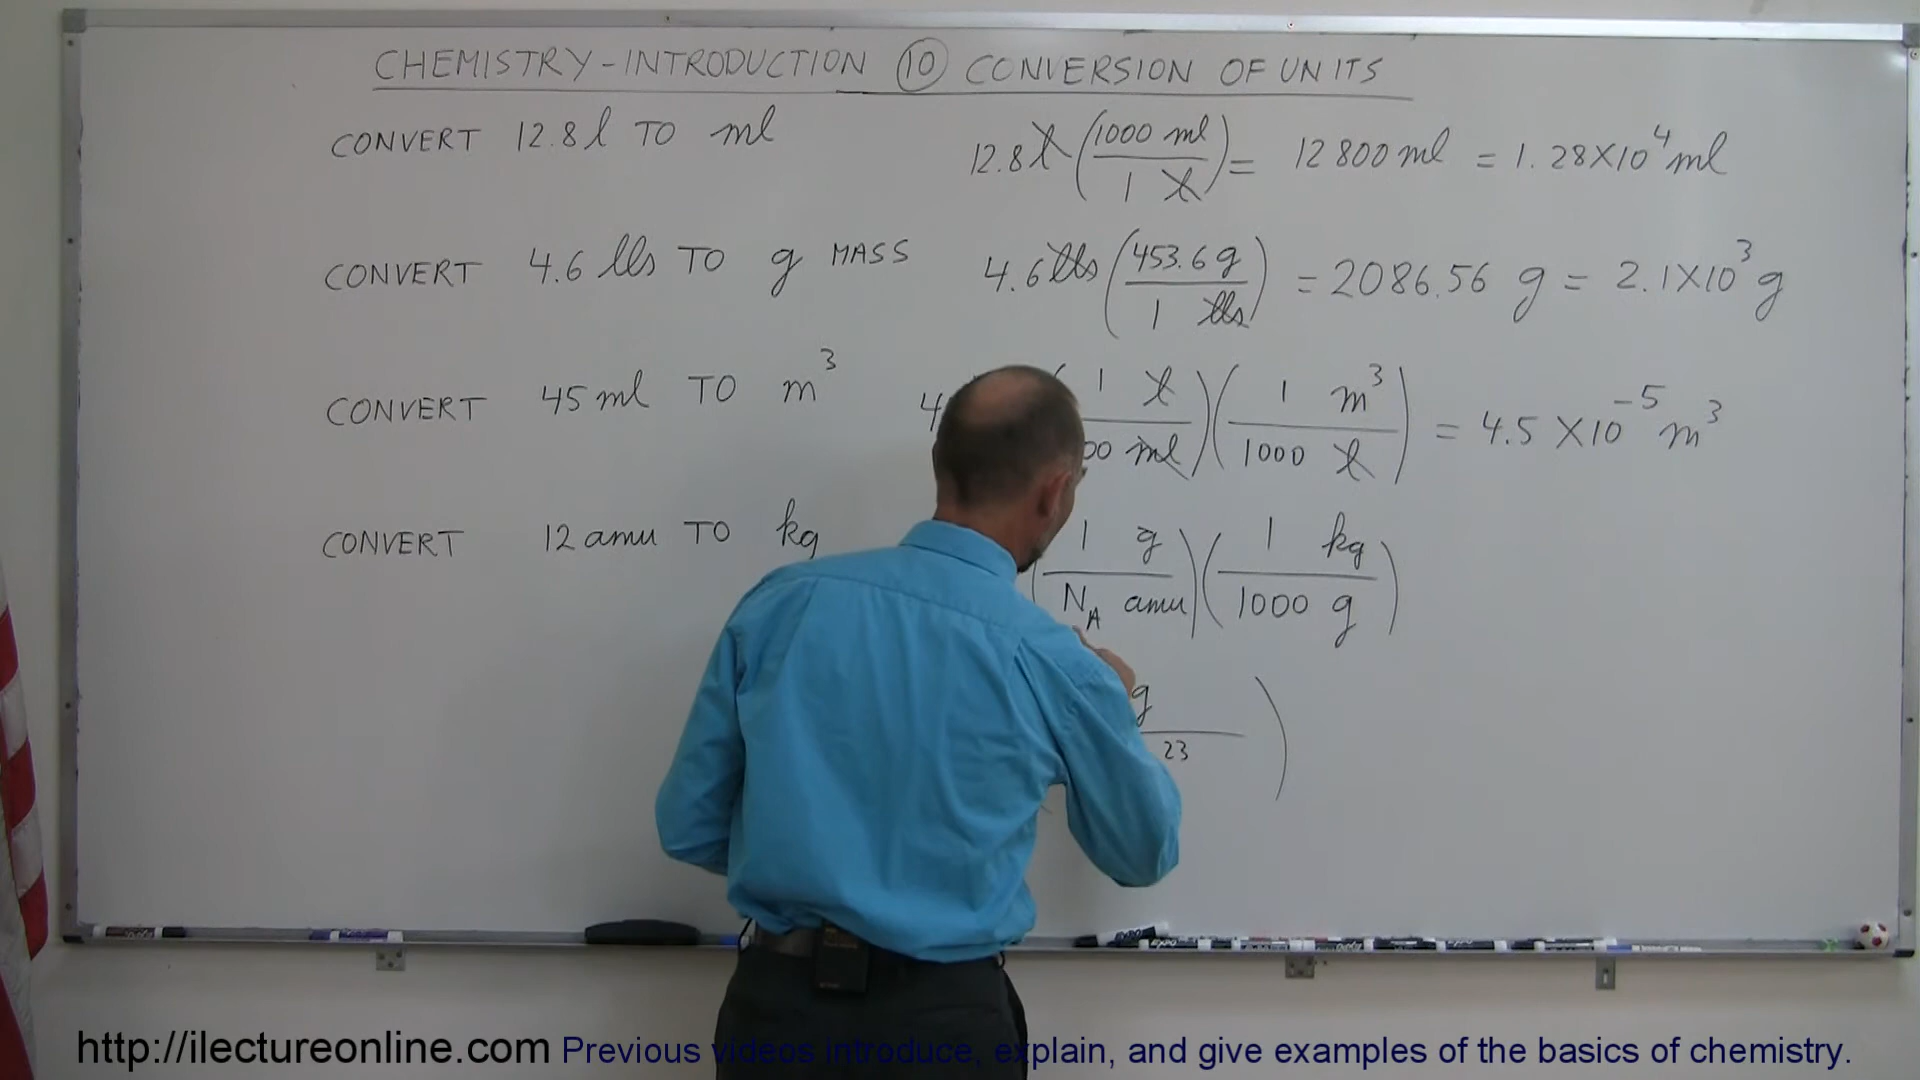 CHEMISTRY - INTRODUCTION 10 CONVERSION OF UNITS
CONVERT 12.8 l TO ml
12.8 l (1000 ml / 1 l) = 12 800 ml = 1.28 X 10^4 ml
CONVERT 4.6 lbs TO g MASS
4.6 lbs (453.6 g / 1 lbs) = 2086.56 g = 2.1 X 10^3 g
CONVERT 45 ml TO m^3
4 1 l / 00 ml) (1 m^3 / 1000 l) = 4.5 X 10^-5 m^3
CONVERT 12 amu TO kg
(1 g / N_A amu) (1 kg / 1000 g)
g
23 )
http://ilectureonline.com Previous videos introduce, explain, and give examples of the basics of chemistry.